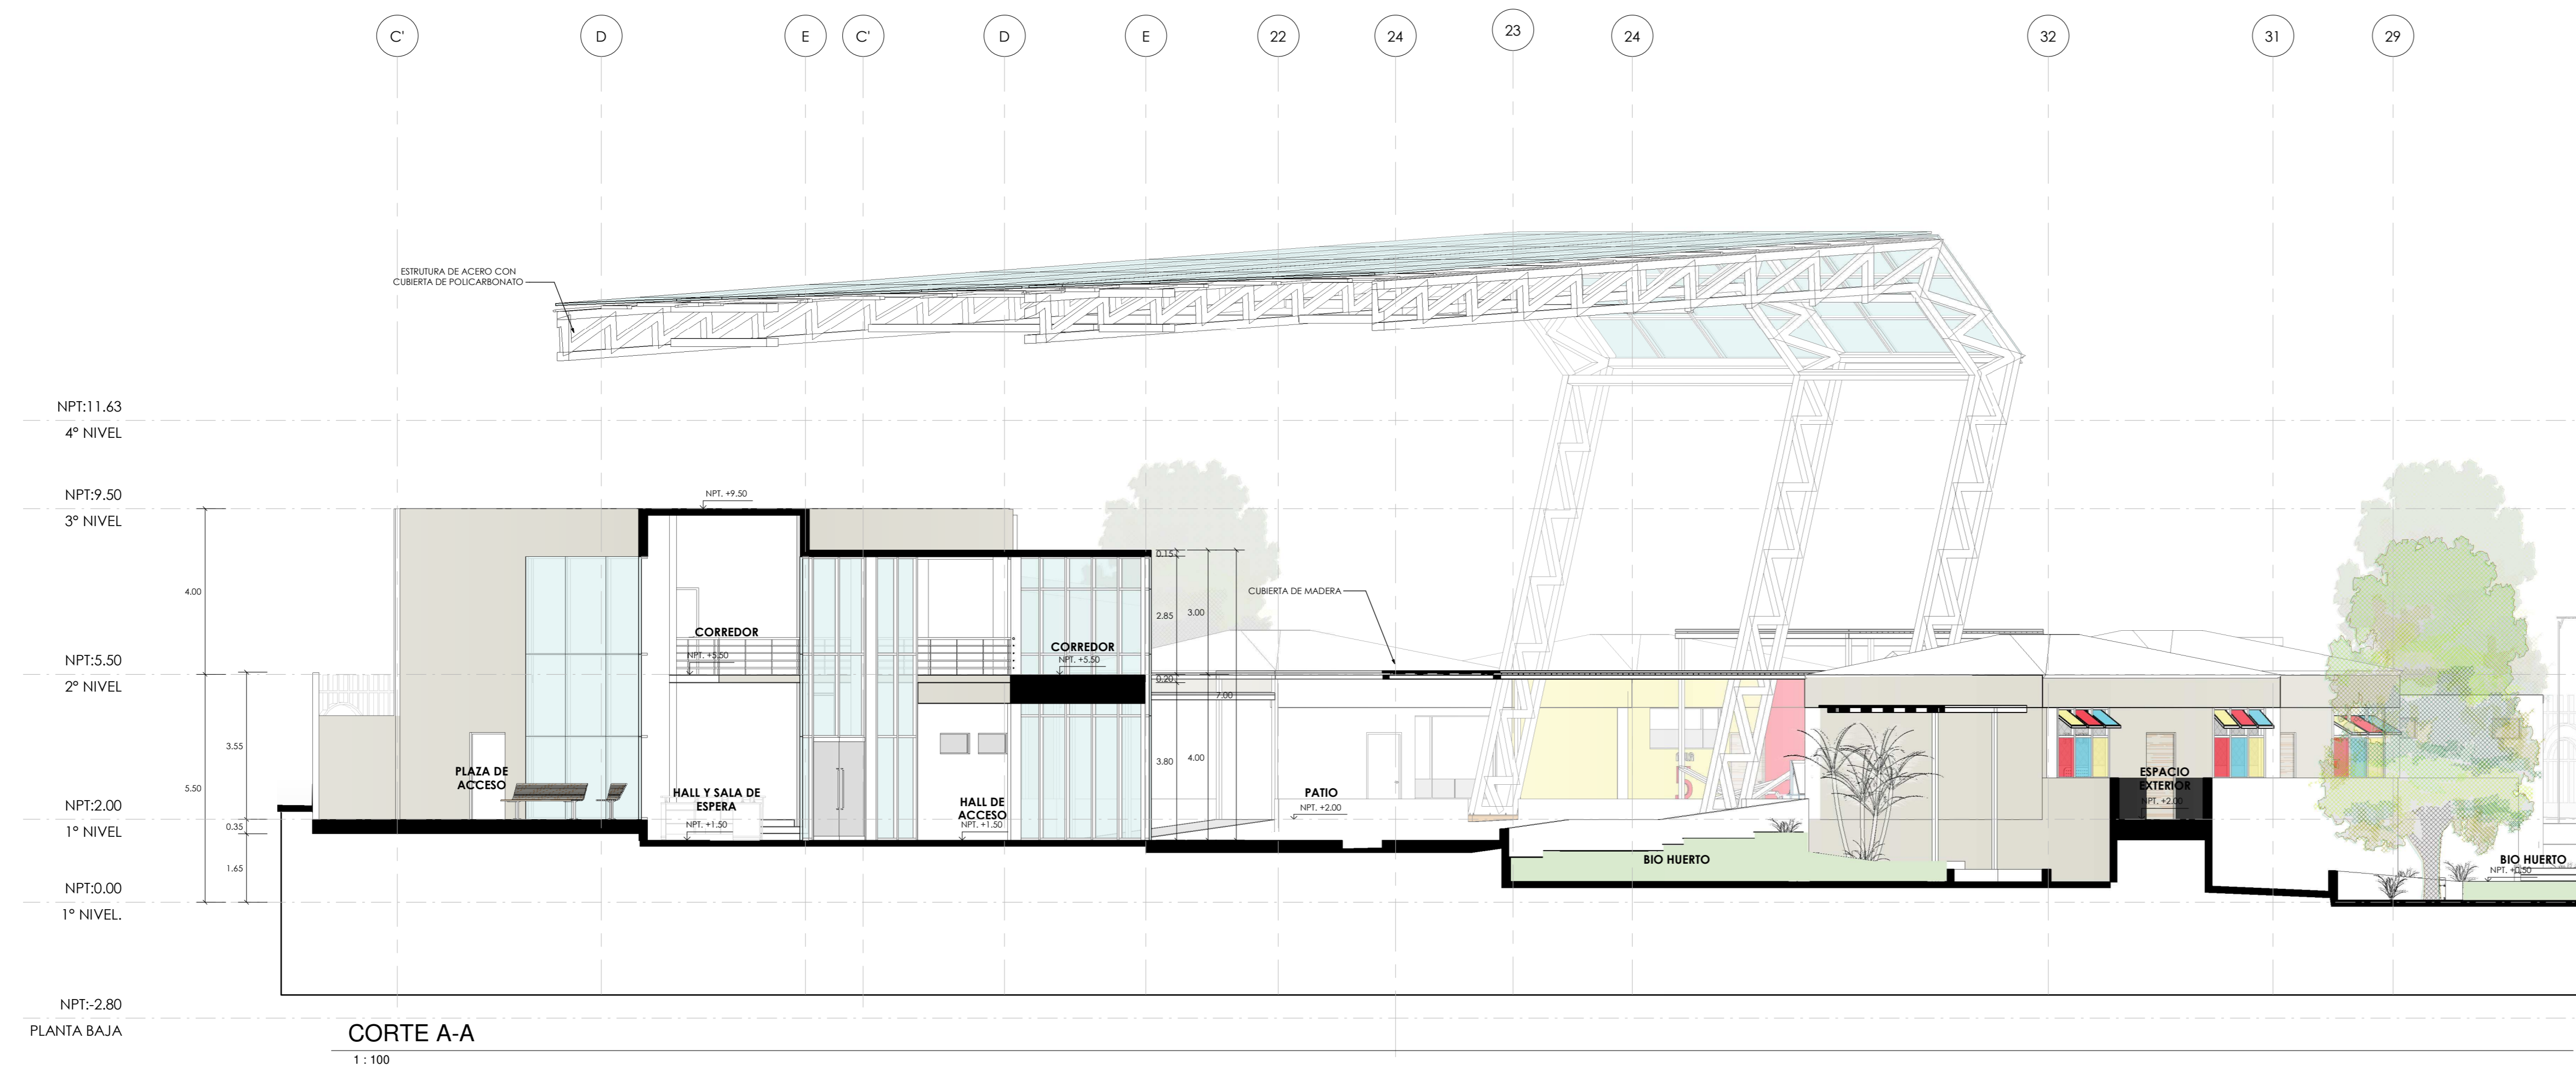 C'
D
E
C'
D
E
22
24
23
24
32
31
29
ESTRUTURA DE ACERO CON
CUBIERTA DE POLICARBONATO
NPT:11.63
4° NIVEL
NPT:9.50
3° NIVEL
NPT. +9.50
0.15
4.00
CUBIERTA DE MADERA
2.85
3.00
CORREDOR
NPT. +5.50
CORREDOR
NPT. +5.50
NPT:5.50
2° NIVEL
0.20
7.00
3.55
3.80
4.00
PLAZA DE
ACCESO
ESPACIO
EXTERIOR
NPT. +2.00
5.50
HALL Y SALA DE
ESPERA
NPT. +1.50
HALL DE
ACCESO
NPT. +1.50
PATIO
NPT. +2.00
NPT:2.00
1° NIVEL
0.35
1.65
BIO HUERTO
BIO HUERTO
NPT. +0.50
NPT:0.00
1° NIVEL.
NPT:-2.80
PLANTA BAJA
CORTE A-A
1 : 100